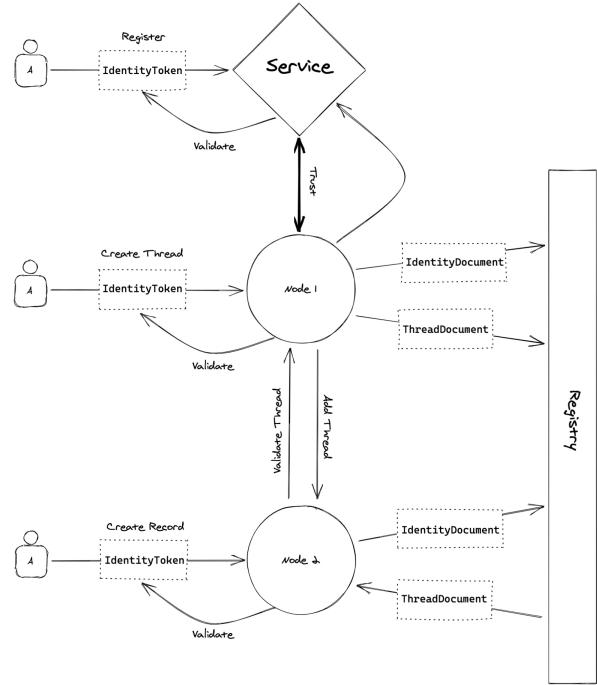 Register
A
IdentityToken
Service
Validate
Trust
Create Thread
A
IdentityToken
Node 1
IdentityDocument
ThreadDocument
Validate
Validate Thread
Add Thread
Registry
Create Record
A
IdentityToken
Node 2
IdentityDocument
ThreadDocument
Validate